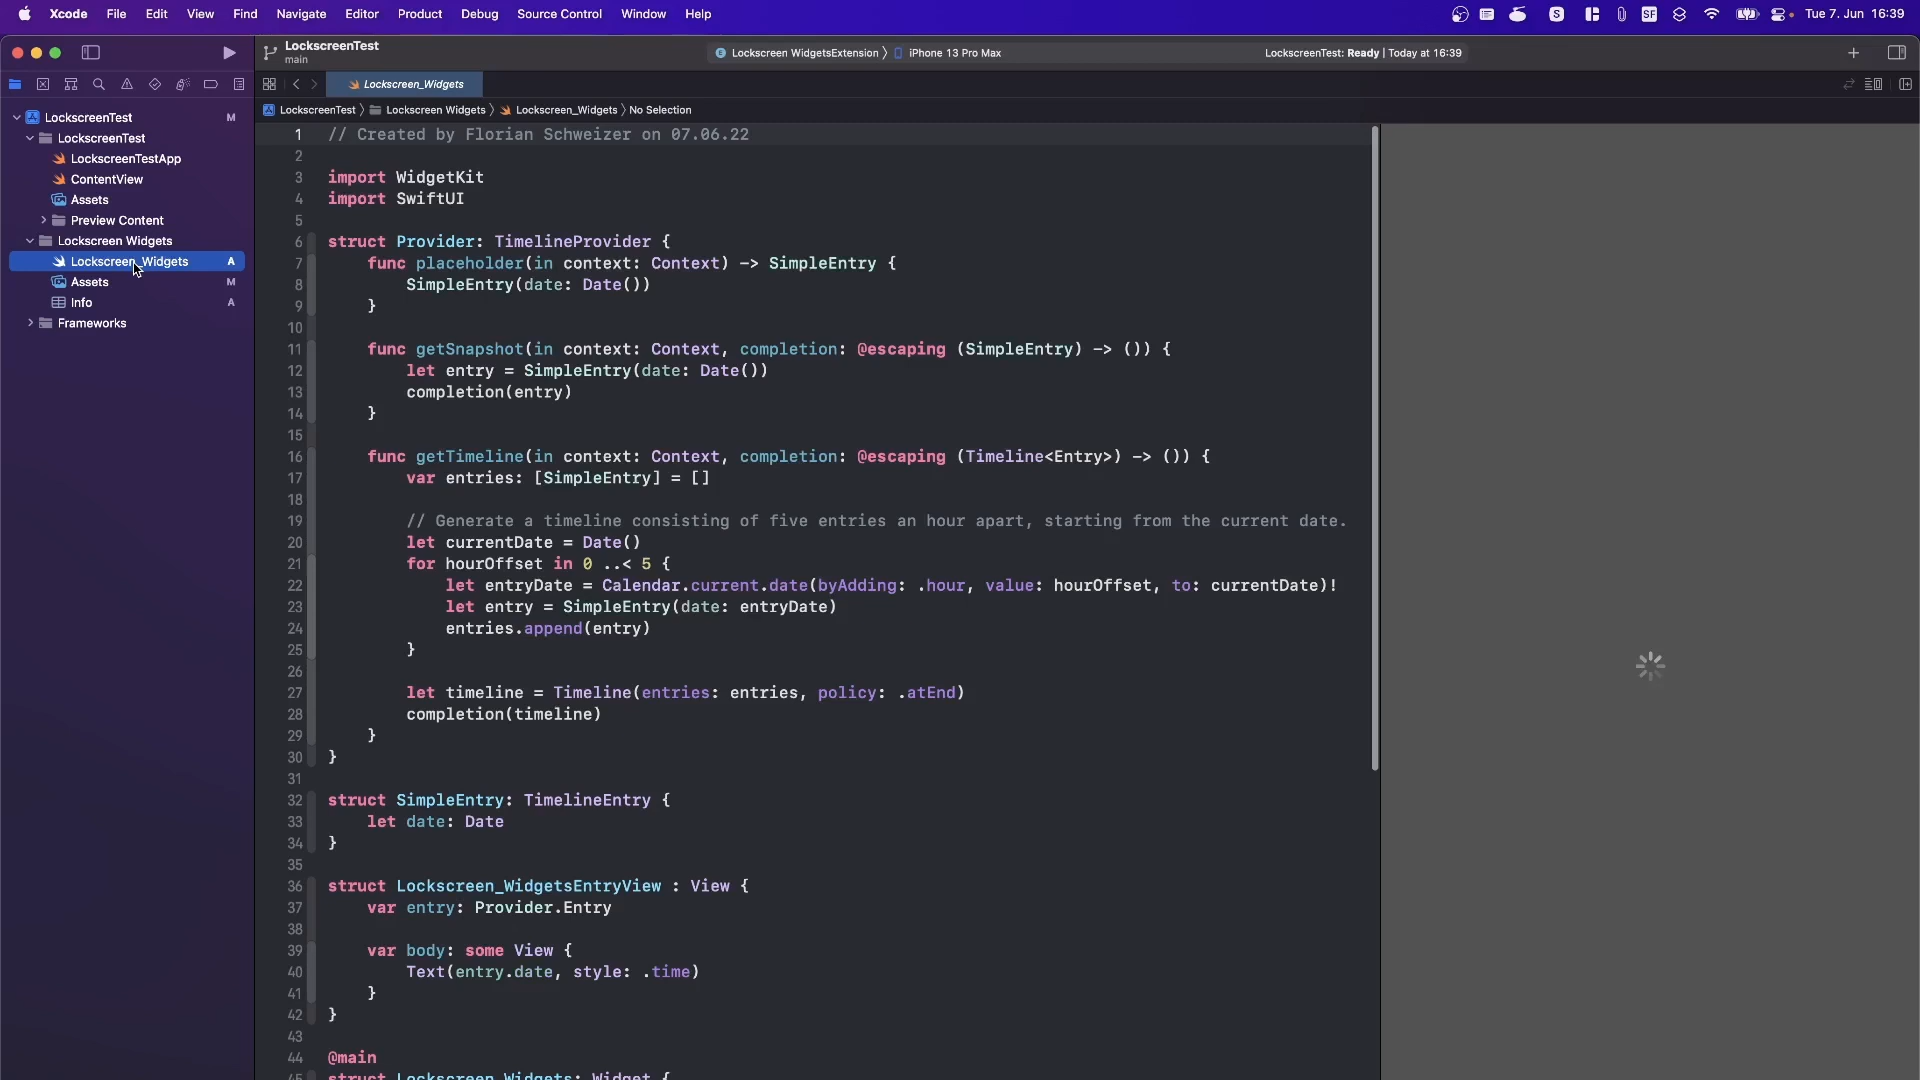 Xcode File Edit View Find Navigate Editor Product Debug Source Control Window Help Tue 7. Jun 16:39
LockscreenTest
main
Lockscreen WidgetsExtension 〉 iPhone 13 Pro Max
LockscreenTest: Ready | Today at 16:39
Lockscreen_Widgets
LockscreenTest 〉 Lockscreen Widgets 〉 Lockscreen_Widgets 〉 No Selection
LockscreenTest M
LockscreenTest
LockscreenTestApp
ContentView
Assets
Preview Content
Lockscreen Widgets
Lockscreen_Widgets A
Assets M
Info A
Frameworks
1 // Created by Florian Schweizer on 07.06.22
2
3 import WidgetKit
4 import SwiftUI
5
6 struct Provider: TimelineProvider {
7 func placeholder(in context: Context) -> SimpleEntry {
8 SimpleEntry(date: Date())
9 }
10
11 func getSnapshot(in context: Context, completion: @escaping (SimpleEntry) -> ()) {
12 let entry = SimpleEntry(date: Date())
13 completion(entry)
14 }
15
16 func getTimeline(in context: Context, completion: @escaping (Timeline<Entry>) -> ()) {
17 var entries: [SimpleEntry] = []
18
19 // Generate a timeline consisting of five entries an hour apart, starting from the current date.
20 let currentDate = Date()
21 for hourOffset in 0 ..< 5 {
22 let entryDate = Calendar.current.date(byAdding: .hour, value: hourOffset, to: currentDate)!
23 let entry = SimpleEntry(date: entryDate)
24 entries.append(entry)
25 }
26
27 let timeline = Timeline(entries: entries, policy: .atEnd)
28 completion(timeline)
29 }
30 }
31
32 struct SimpleEntry: TimelineEntry {
33 let date: Date
34 }
35
36 struct Lockscreen_WidgetsEntryView : View {
37 var entry: Provider.Entry
38
39 var body: some View {
40 Text(entry.date, style: .time)
41 }
42 }
43
44 @main
45 struct Lockscreen_Widgets: Widget {